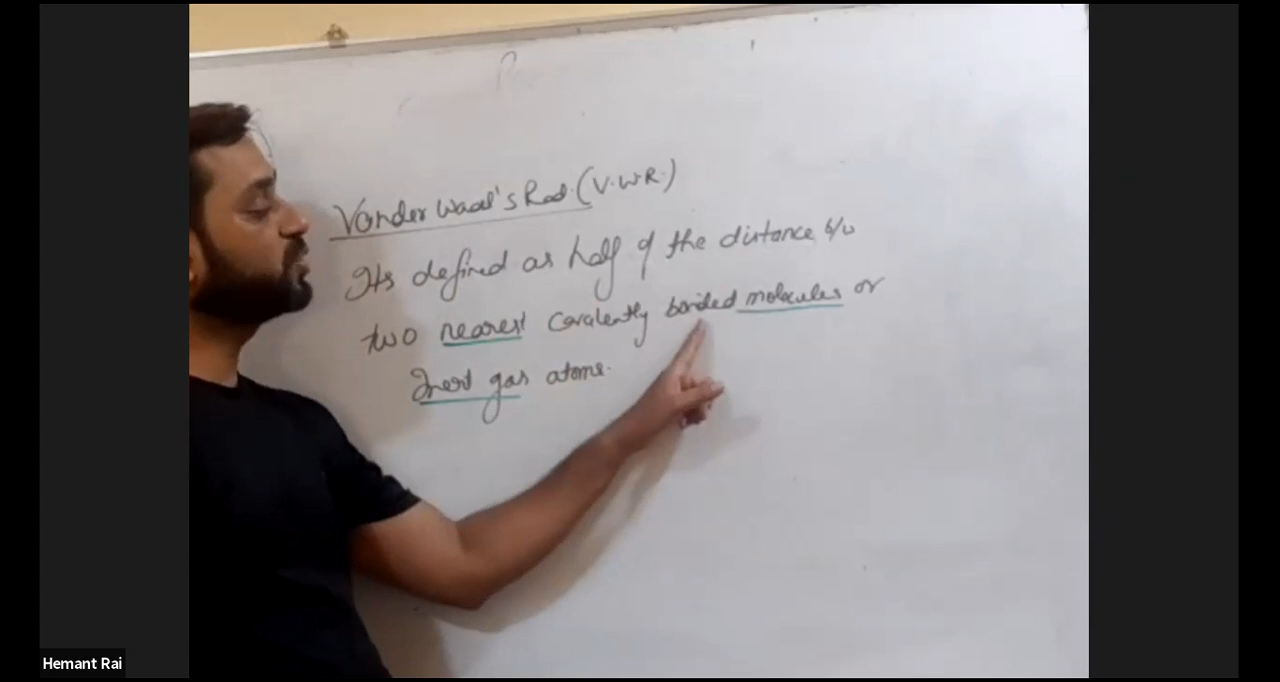 Vander Waal's Rad. (V.W.R.)
Its defined as half of the distance b/w
two nearest covalently bonded molecules or
Inert gas atoms.
Hemant Rai